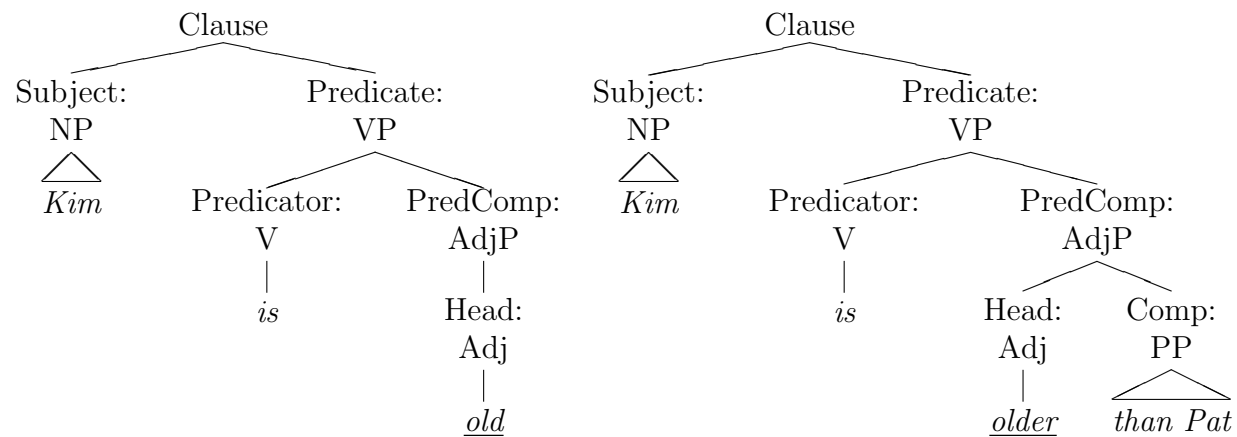 Clause Clause
Subject: Predicate: Subject: Predicate:
NP VP NP VP
Kim Predicator: PredComp: Kim Predicator: PredComp:
V AdjP V AdjP
is Head: is Head: Comp:
Adj Adj PP
old older than Pat